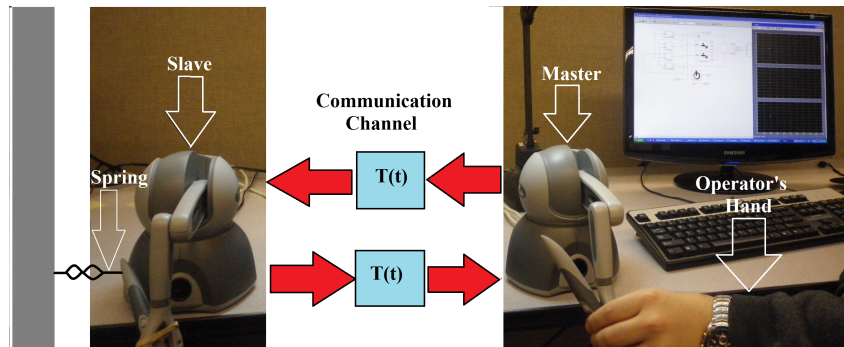 Slave
Master
Communication
Channel
Spring
T(t)
Operator's
Hand
T(t)
SAMSUNG